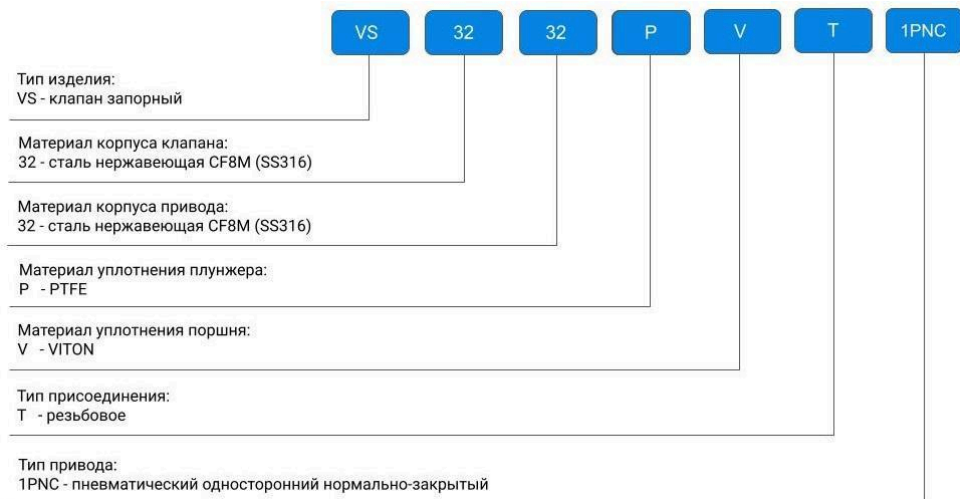 VS 32 32 P V T 1PNC
Тип изделия:
VS - клапан запорный
Материал корпуса клапана:
32 - сталь нержавеющая CF8M (SS316)
Материал корпуса привода:
32 - сталь нержавеющая CF8M (SS316)
Материал уплотнения плунжера:
P - PTFE
Материал уплотнения поршня:
V - VITON
Тип присоединения:
T - резьбовое
Тип привода:
1PNC - пневматический односторонний нормально-закрытый